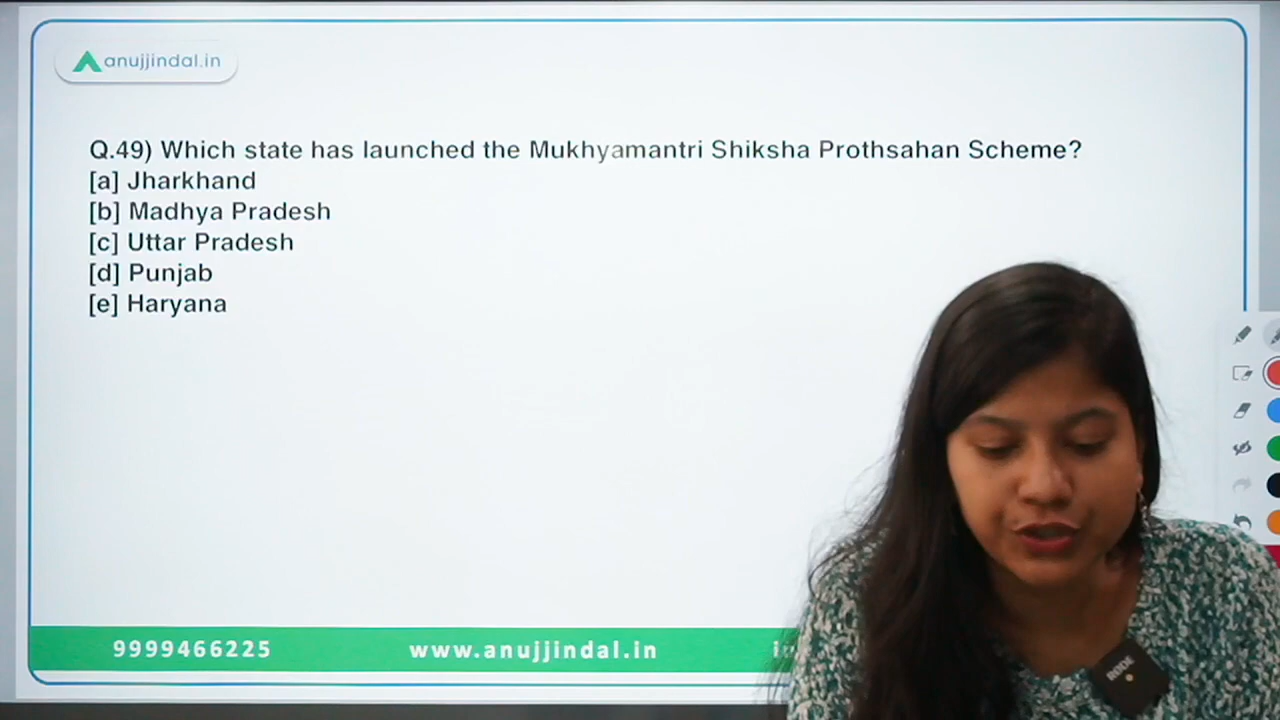 anujjindal.in
Q.49) Which state has launched the Mukhyamantri Shiksha Prothsahan Scheme?
[a] Jharkhand
[b] Madhya Pradesh
[c] Uttar Pradesh
[d] Punjab
[e] Haryana
9999466225 www.anujjindal.in
RODE